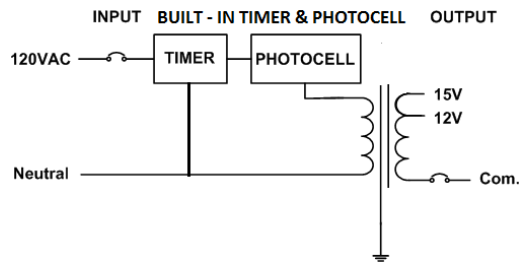 INPUT BUILT - IN TIMER & PHOTOCELL OUTPUT
120VAC TIMER PHOTOCELL
15V
12V
Neutral Com.